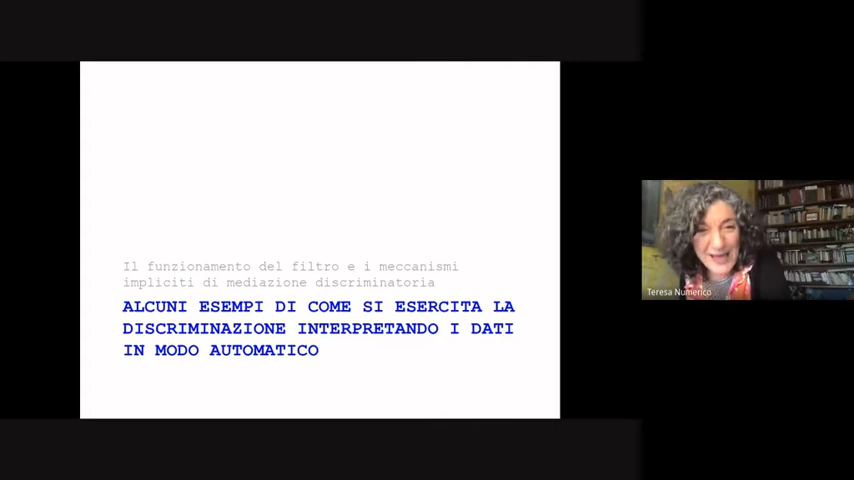 Il funzionamento del filtro e i meccanismi
impliciti di mediazione discriminatoria
ALCUNI ESEMPI DI COME SI ESERCITA LA
DISCRIMINAZIONE INTERPRETANDO I DATI
IN MODO AUTOMATICO
Teresa Numerico